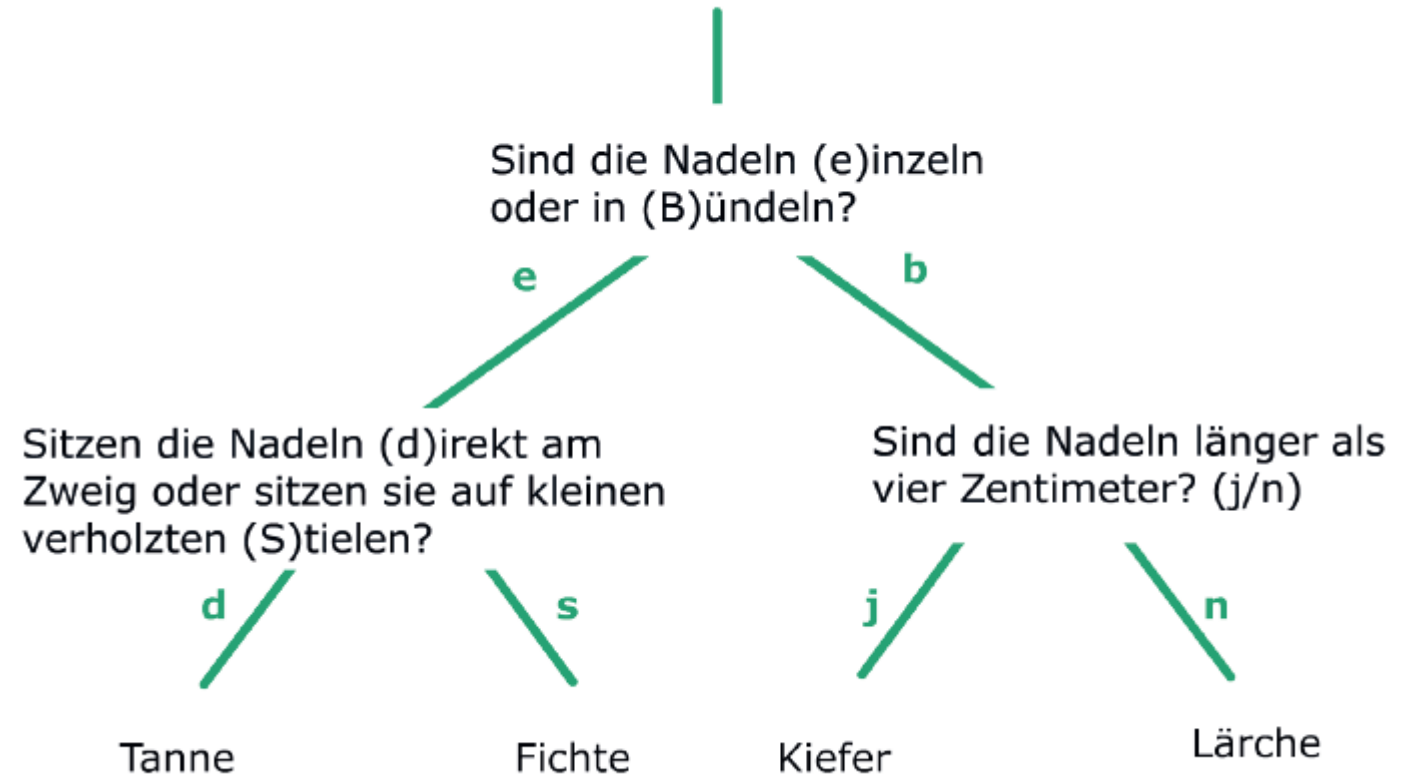 Sind die Nadeln (e)inzeln
oder in (B)ündeln?
e
b
Sitzen die Nadeln (d)irekt am
Zweig oder sitzen sie auf kleinen
verholzten (S)tielen?
Sind die Nadeln länger als
vier Zentimeter? (j/n)
d
s
j
n
Tanne
Fichte
Kiefer
Lärche